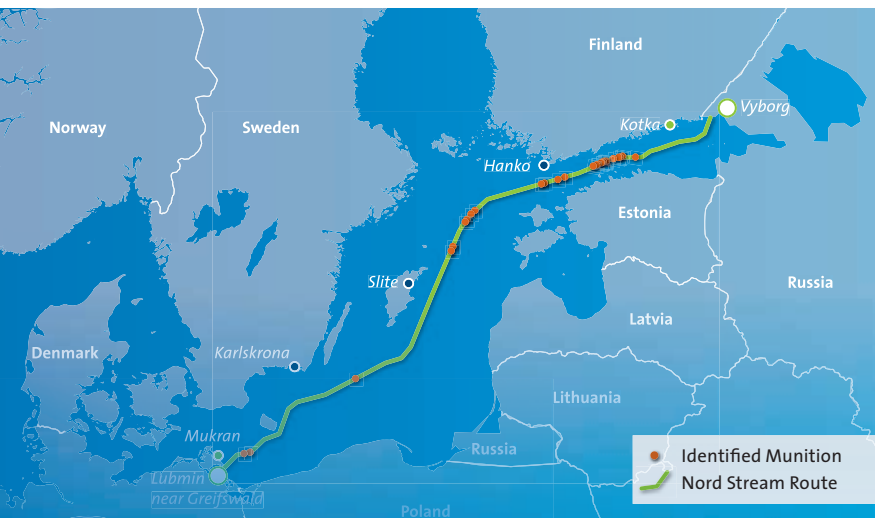 Finland
Vyborg
Kotka
Norway
Sweden
Hanko
Estonia
Slite
Russia
Latvia
Denmark
Karlskrona
Lithuania
Mukran
Russia
Identified Munition
Lubmin
near Greifswald
Nord Stream Route
Poland